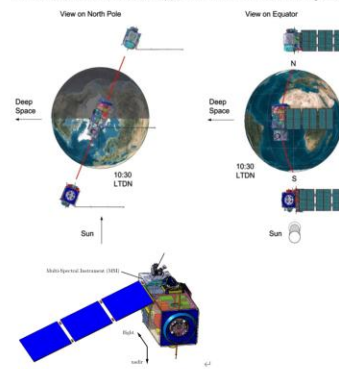 View on North Pole
View on Equator
N
Deep
Space
Deep
Space
10:30
LTDN
10:30
LTDN
S
Sun
Sun
Multi-Spectral Instrument (MSI)
flight
nadir